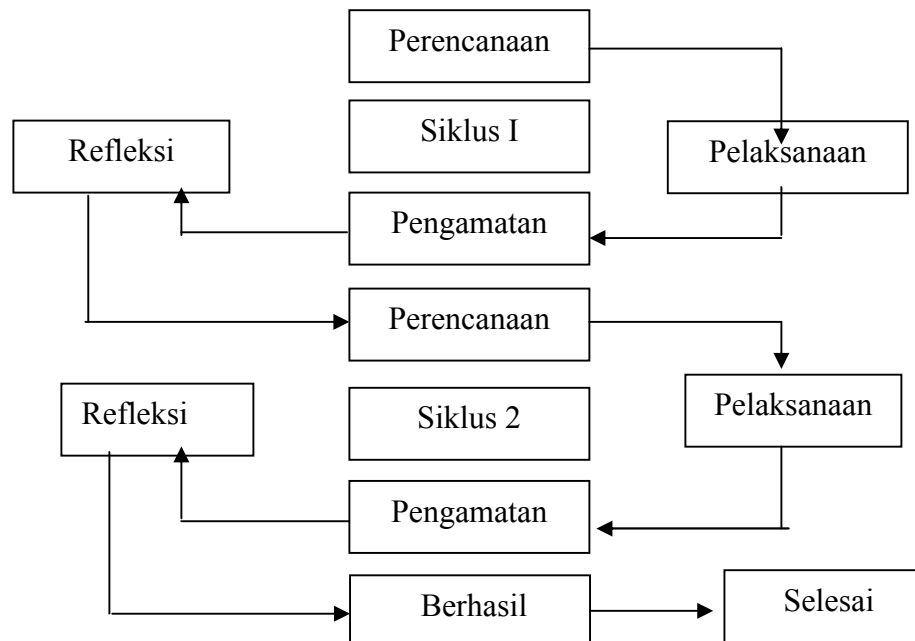 Perencanaan
Siklus I
Refleksi
Pelaksanaan
Pengamatan
Perencanaan
Refleksi
Siklus 2
Pelaksanaan
Pengamatan
Berhasil
Selesai